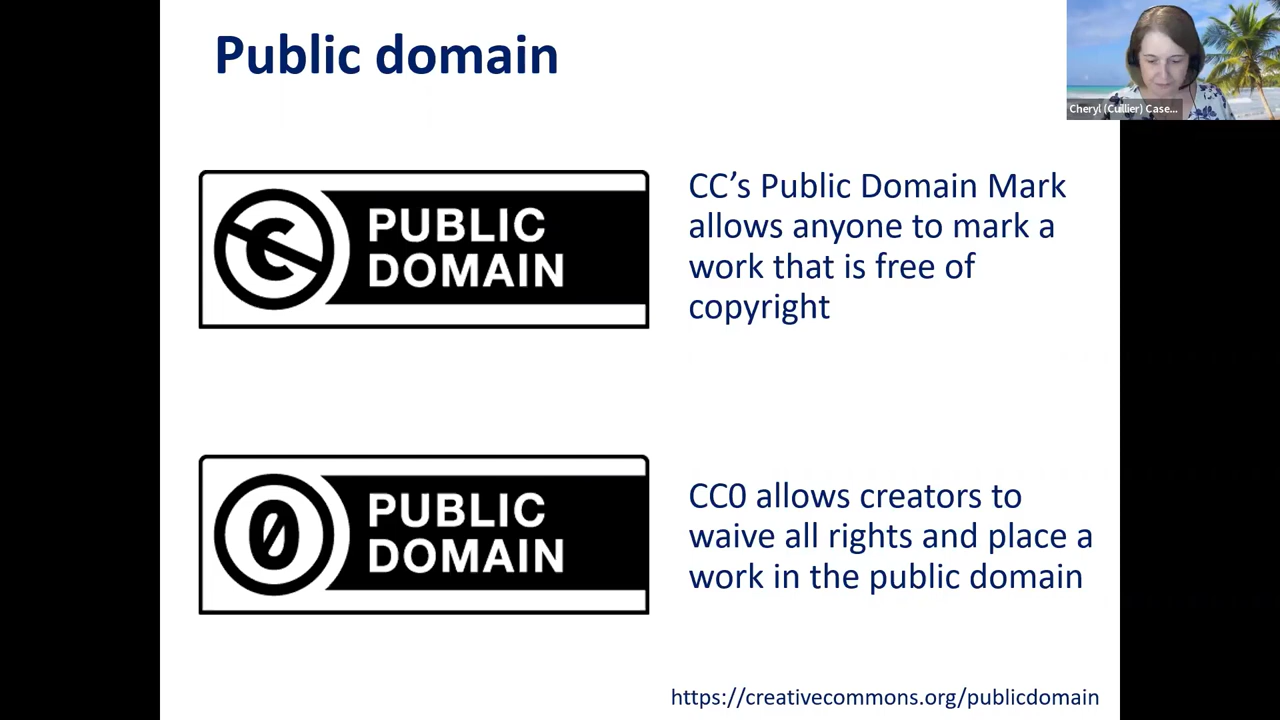 Public domain
Cheryl (Cuillier) Case...
PUBLIC
DOMAIN
CC’s Public Domain Mark
allows anyone to mark a
work that is free of
copyright
PUBLIC
DOMAIN
CC0 allows creators to
waive all rights and place a
work in the public domain
https://creativecommons.org/publicdomain